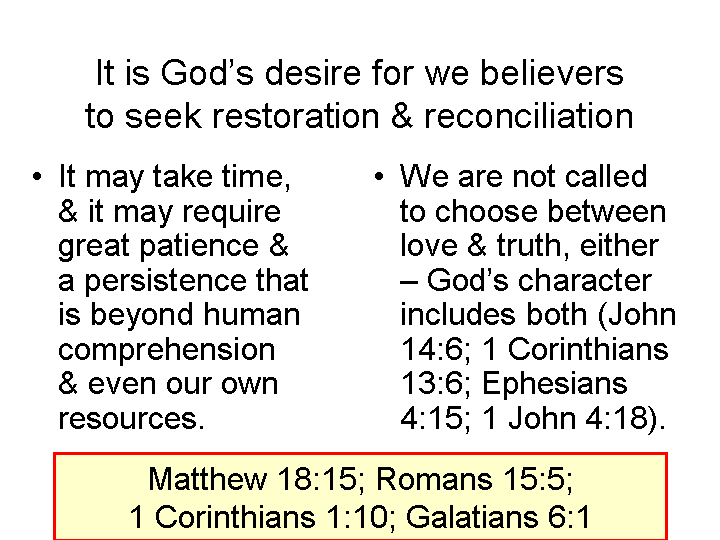 It is God’s desire for we believers
to seek restoration & reconciliation
• It may take time,
& it may require
great patience &
a persistence that
is beyond human
comprehension
& even our own
resources.
• We are not called
to choose between
love & truth, either
– God’s character
includes both (John
14:6; 1 Corinthians
13:6; Ephesians
4:15; 1 John 4:18).
Matthew 18:15; Romans 15:5;
1 Corinthians 1:10; Galatians 6:1